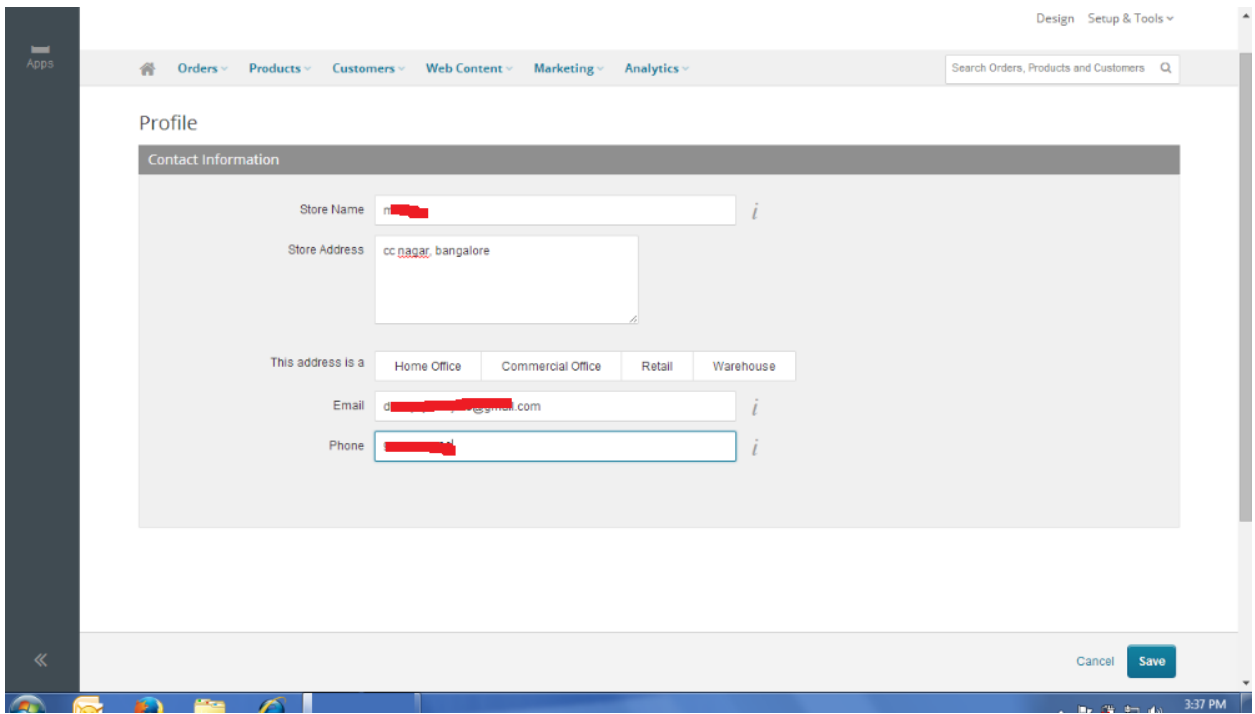 Design Setup & Tools
Apps
Orders Products Customers Web Content Marketing Analytics Search Orders, Products and Customers
Profile
Contact Information
Store Name
Store Address cc nagar, bangalore
This address is a Home Office Commercial Office Retail Warehouse
Email @gmail.com
Phone
Cancel Save
3:37 PM